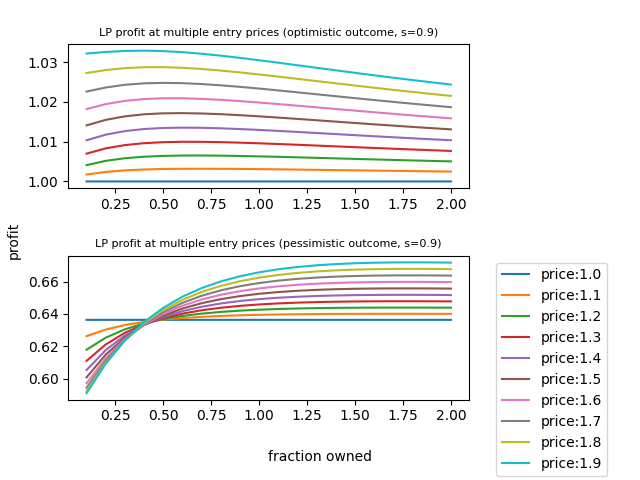 LP profit at multiple entry prices (optimistic outcome, s=0.9)
1.03
1.02
1.01
1.00
0.25 0.50 0.75 1.00 1.25 1.50 1.75 2.00
profit
LP profit at multiple entry prices (pessimistic outcome, s=0.9)
0.66
0.64
0.62
0.60
0.25 0.50 0.75 1.00 1.25 1.50 1.75 2.00
fraction owned
price:1.0
price:1.1
price:1.2
price:1.3
price:1.4
price:1.5
price:1.6
price:1.7
price:1.8
price:1.9